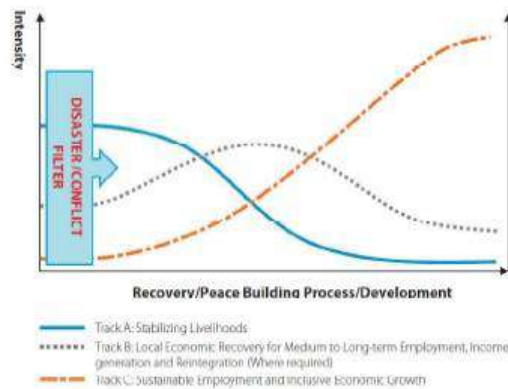 Intensity
DISASTER/CONFLICT
FILTER
Recovery/Peace Building Process/Development
Track A: Stabilizing Livelihoods
Track B: Local Economic Recovery for Medium to Long-term Employment, Income
generation and Reintegration (Where required)
Track C: Sustainable Employment and Inclusive Economic Growth